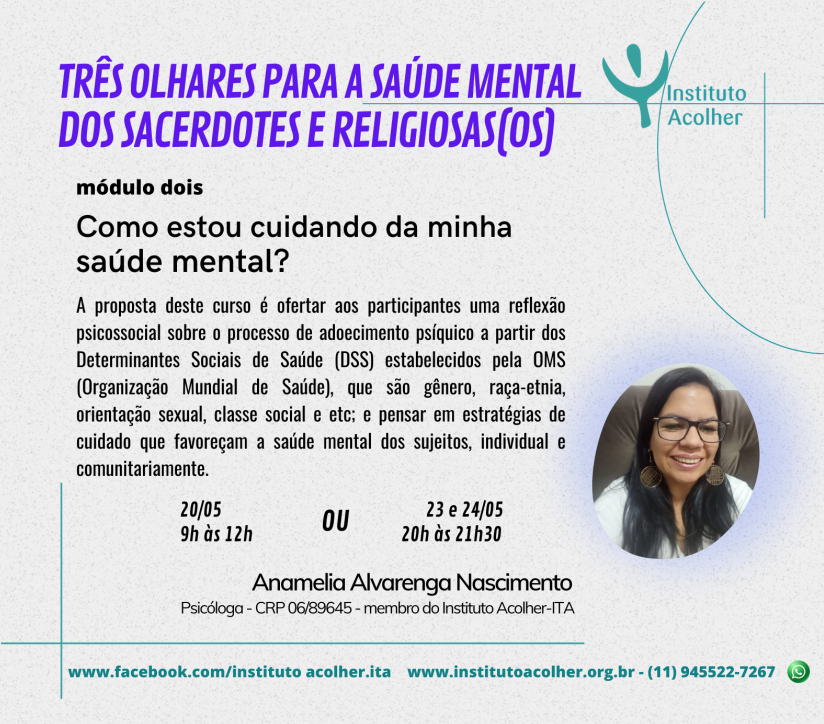 TRÊS OLHARES PARA A SAÚDE MENTAL
DOS SACERDOTES E RELIGIOSAS(OS)
Instituto
Acolher
módulo dois
Como estou cuidando da minha
saúde mental?
A proposta deste curso é ofertar aos participantes uma reflexão
psicossocial sobre o processo de adoecimento psíquico a partir dos
Determinantes Sociais de Saúde (DSS) estabelecidos pela OMS
(Organização Mundial de Saúde), que são gênero, raça-etnia,
orientação sexual, classe social e etc; e pensar em estratégias de
cuidado que favoreçam a saúde mental dos sujeitos, individual e
comunitariamente.
20/05
9h às 12h
OU
23 e 24/05
20h às 21h30
Anamelia Alvarenga Nascimento
Psicóloga - CRP 06/89645 - membro do Instituto Acolher-ITA
www.facebook.com/instituto acolher.ita www.institutoacolher.org.br - (11) 945522-7267